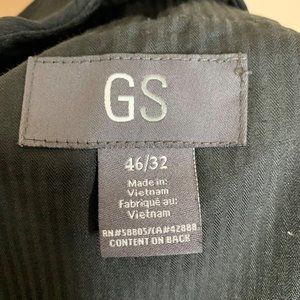 GS
46/32
Made in:
Vietnam
Fabriqué au:
Vietnam
RN#58805/CA#42888
CONTENT ON BACK